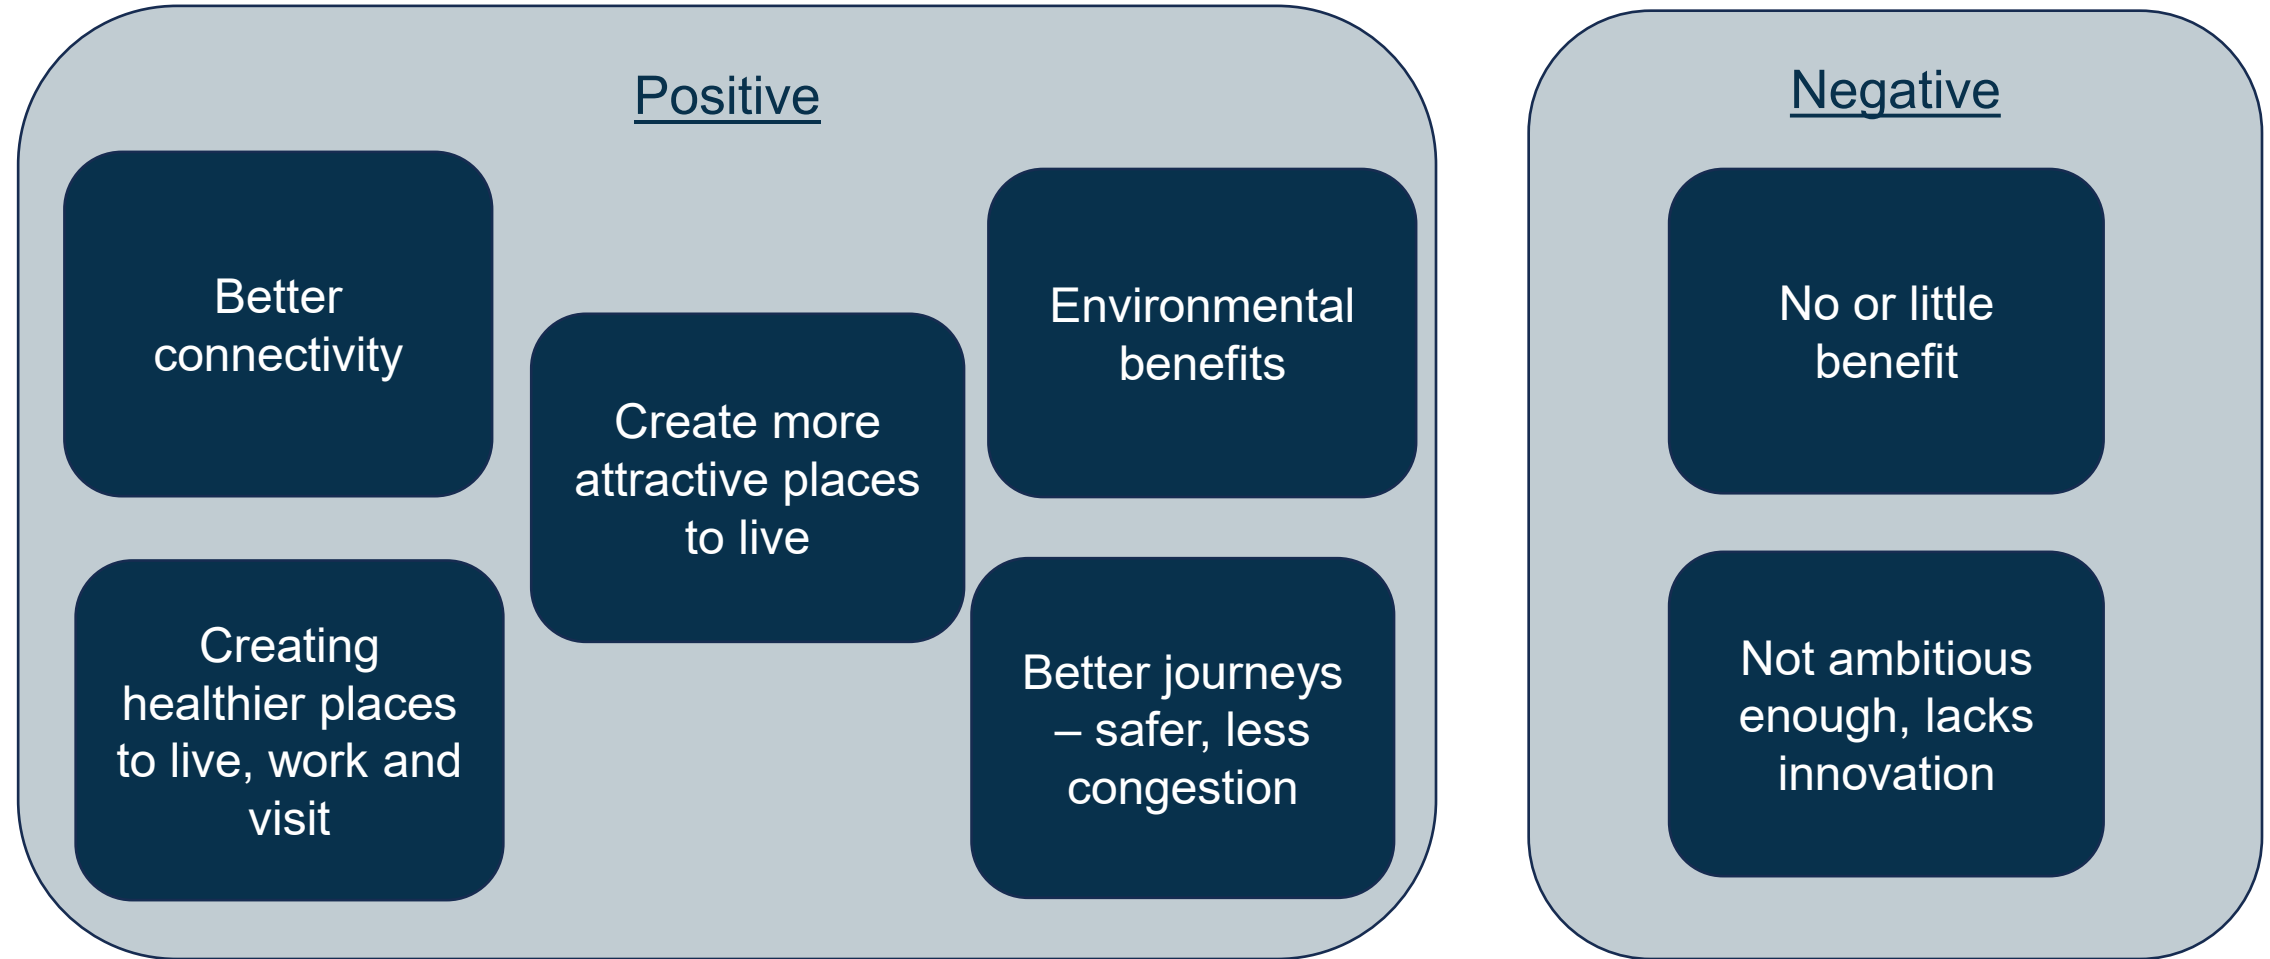 Positive
Better
connectivity
Environmental
benefits
Create more
attractive places
to live
Creating
healthier places
to live, work and
visit
Better journeys
– safer, less
congestion
Negative
No or little
benefit
Not ambitious
enough, lacks
innovation